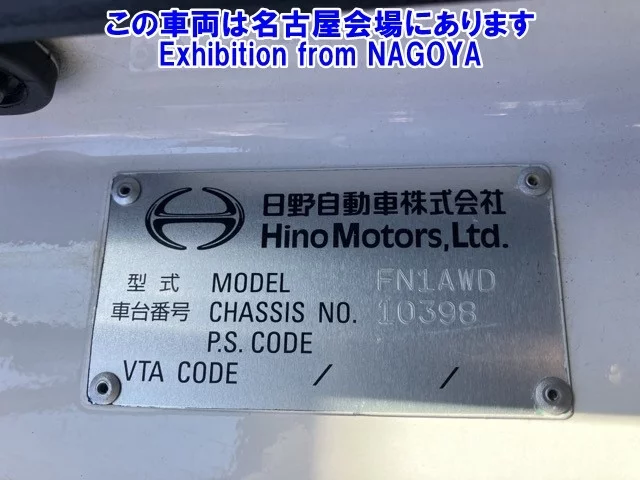 この車両は名古屋会場にあります
Exhibition from NAGOYA
日野自動車株式会社
Hino Motors, Ltd.
型式 MODEL FN1AWD
車台番号 CHASSIS NO. 10398
P.S. CODE
VTA CODE / /